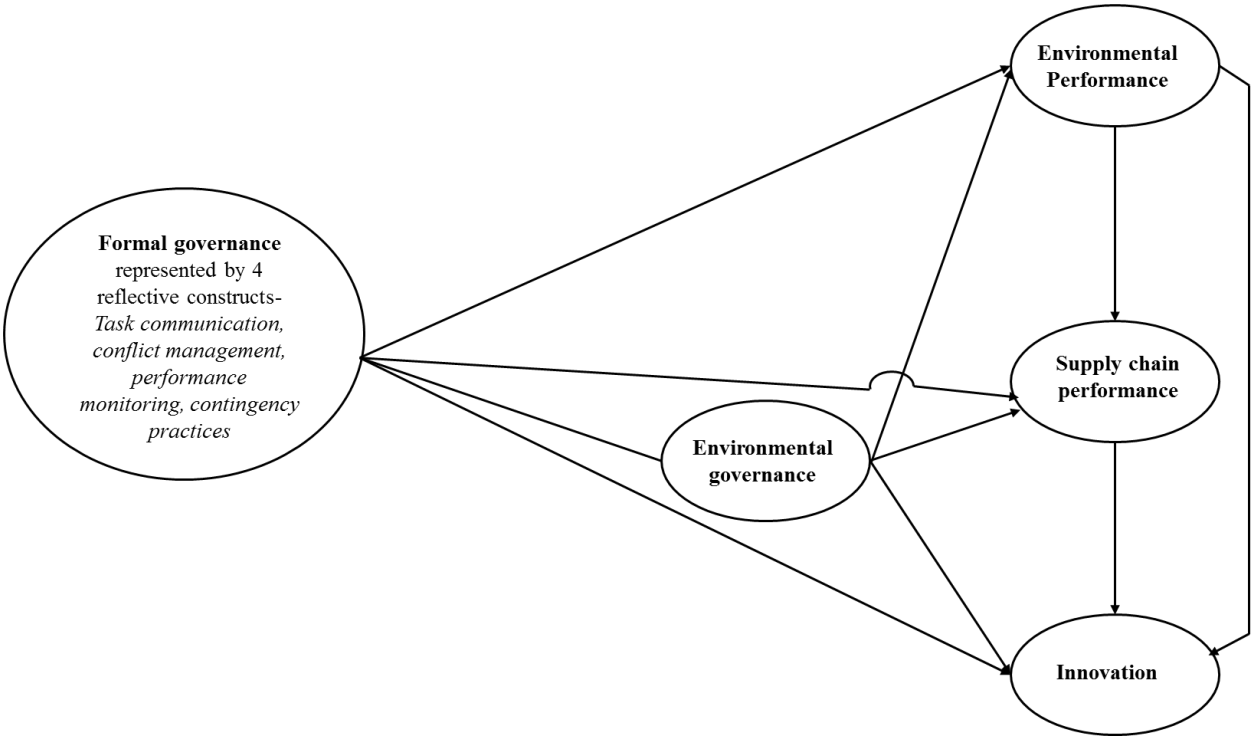 Formal governance
represented by 4
reflective constructs-
Task communication,
conflict management,
performance
monitoring, contingency
practices
Environmental
governance
Environmental
Performance
Supply chain
performance
Innovation